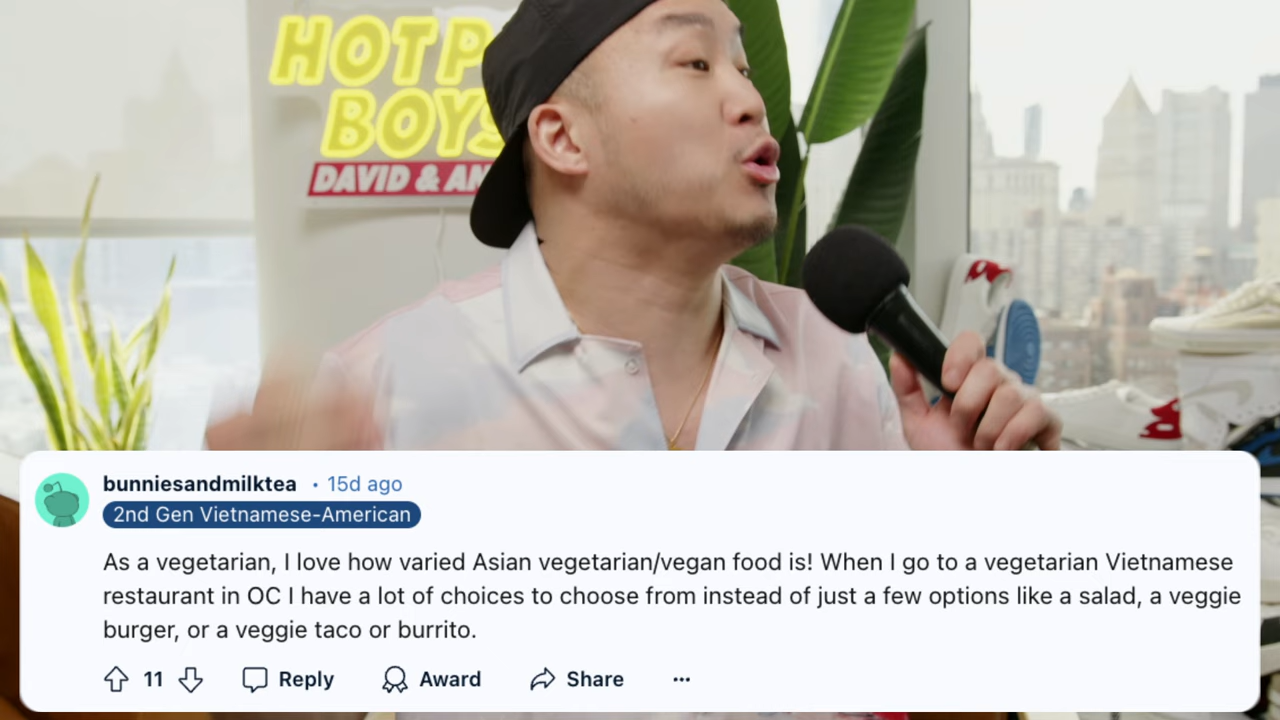 HOT
BOYS
DAVID &
bunniesandmilktea • 15d ago
2nd Gen Vietnamese-American
As a vegetarian, I love how varied Asian vegetarian/vegan food is! When I go to a vegetarian Vietnamese
restaurant in OC I have a lot of choices to choose from instead of just a few options like a salad, a veggie
burger, or a veggie taco or burrito.
11 Reply Award Share ...